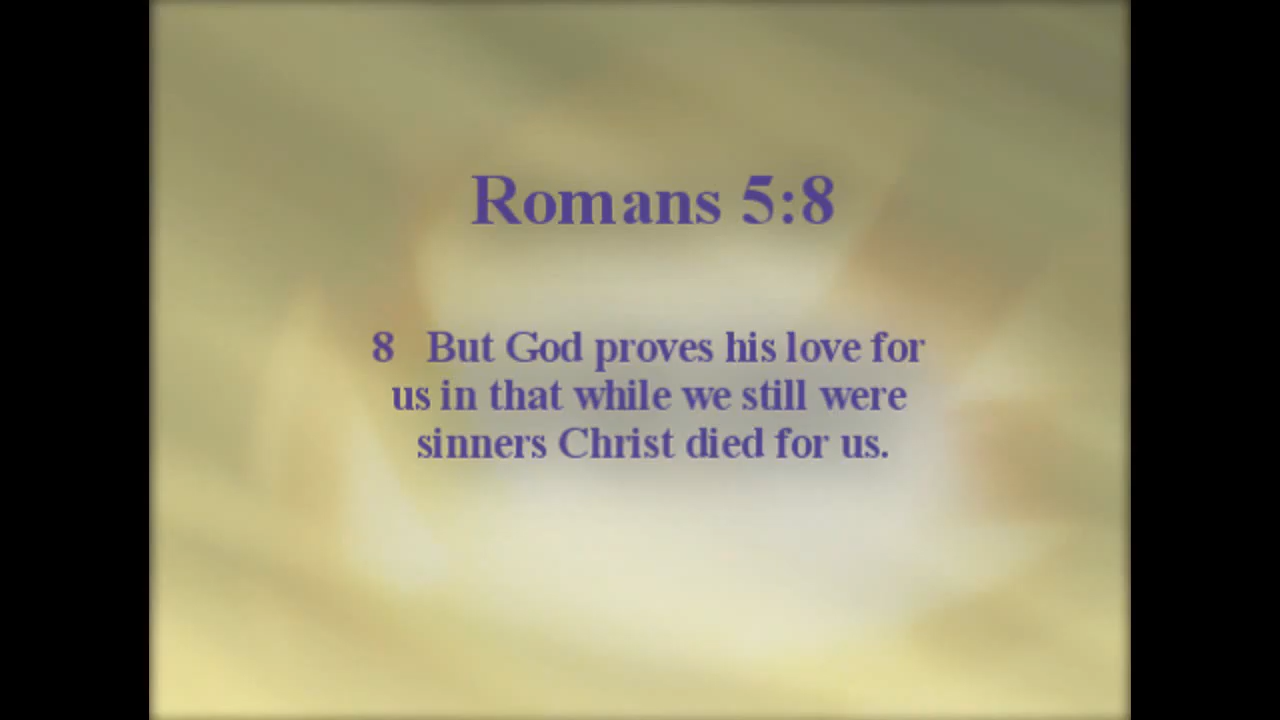 Romans 5:8
8 But God proves his love for
us in that while we still were
sinners Christ died for us.